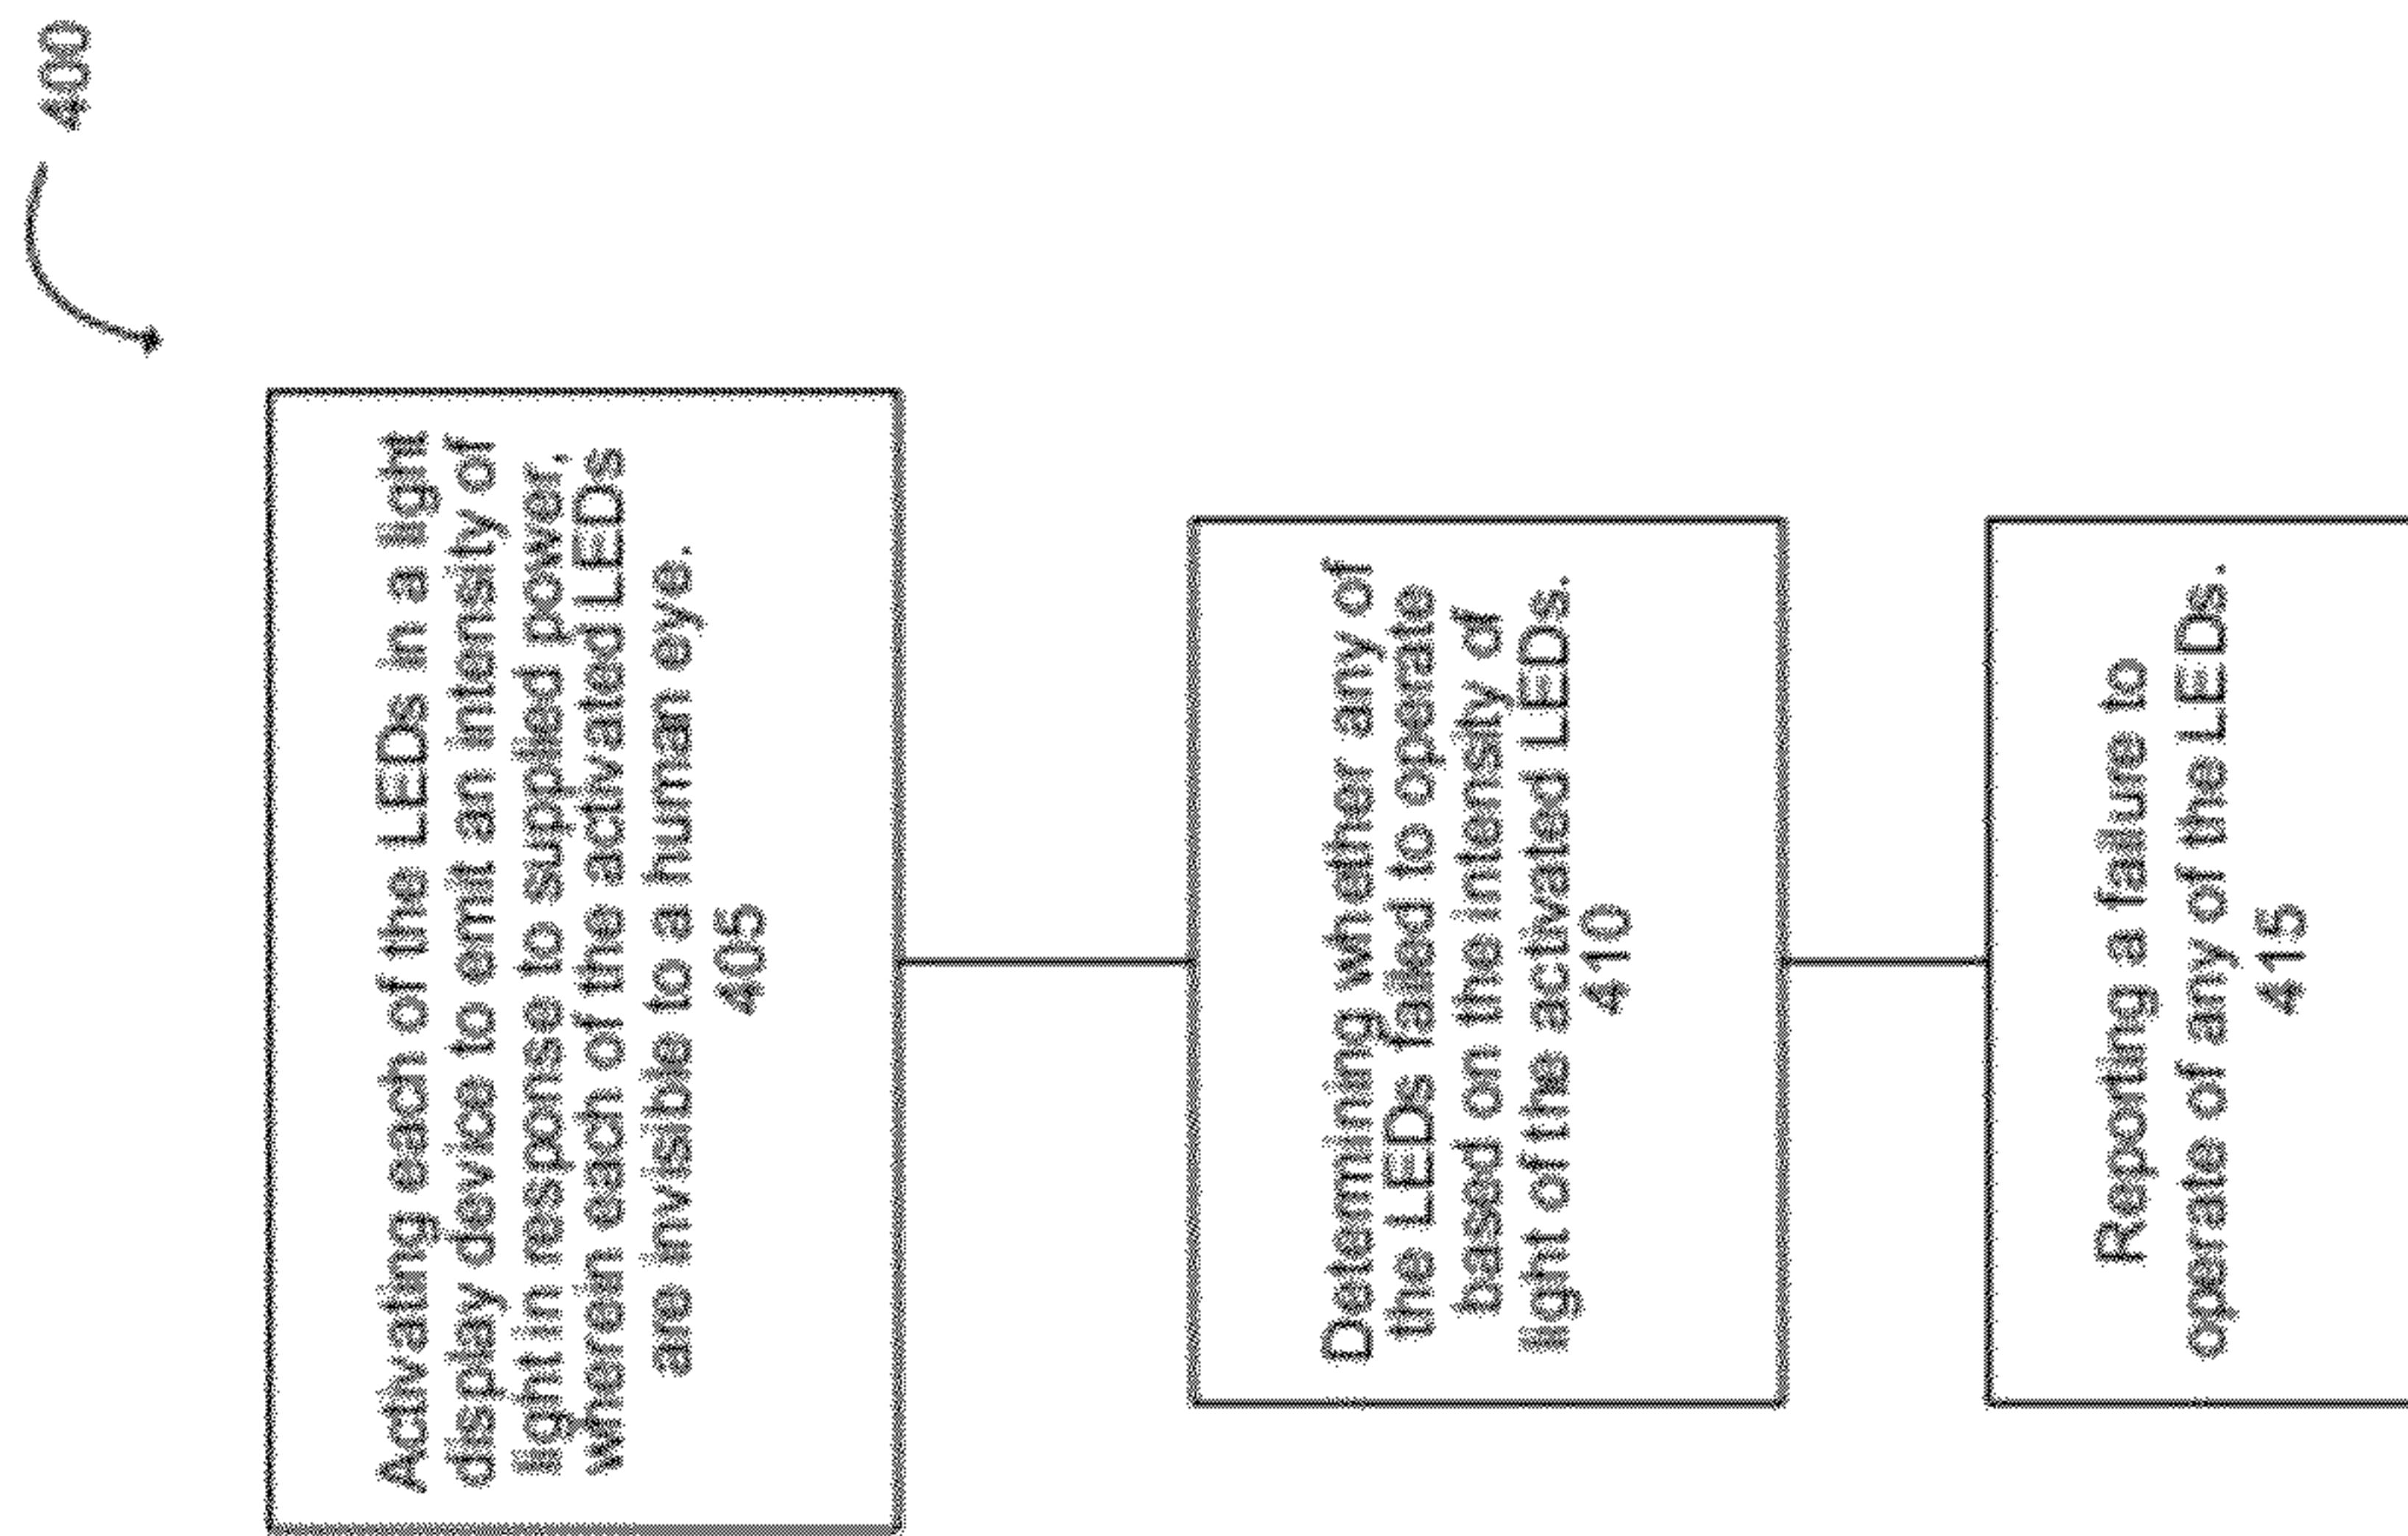 400
Activating each of the LEDs in a light
display device to emit an intensity of
light in response to supplied power,
wheren each of the activated LEDs
are invisible to a human eye.
405
Determining whether any of
the LEDs failed to operate
based on the intensity of
light of the activated LEDs.
410
Reporting a failure to
operate of any of the LEDs.
415